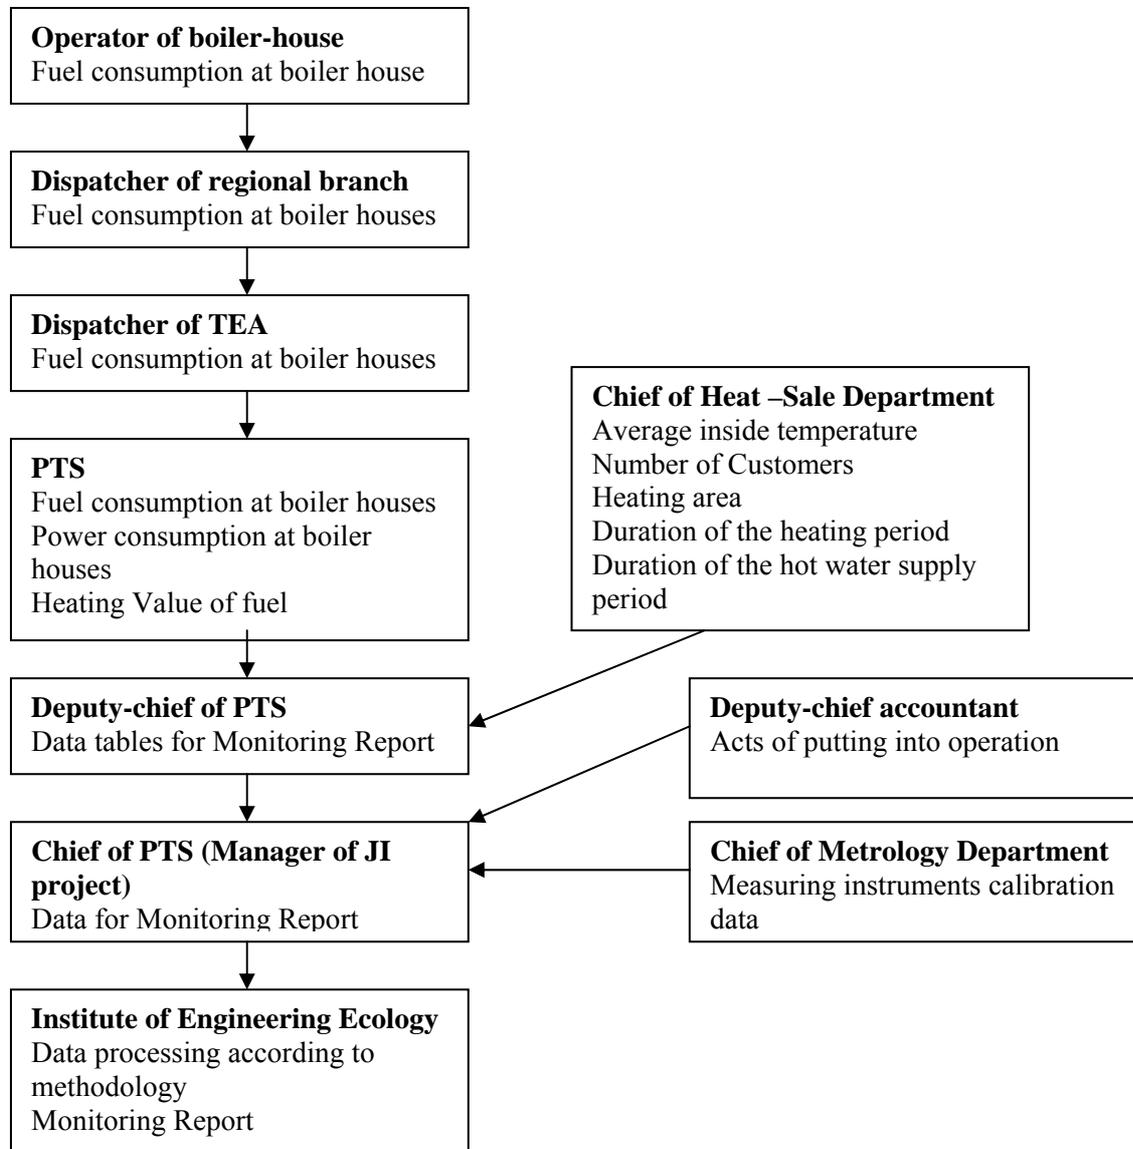 Operator of boiler-house
Fuel consumption at boiler house
Dispatcher of regional branch
Fuel consumption at boiler houses
Dispatcher of TEA
Fuel consumption at boiler houses
Chief of Heat –Sale Department
Average inside temperature
Number of Customers
Heating area
Duration of the heating period
Duration of the hot water supply
period
PTS
Fuel consumption at boiler houses
Power consumption at boiler
houses
Heating Value of fuel
Deputy-chief of PTS
Data tables for Monitoring Report
Deputy-chief accountant
Acts of putting into operation
Chief of PTS (Manager of JI
project)
Data for Monitoring Report
Chief of Metrology Department
Measuring instruments calibration
data
Institute of Engineering Ecology
Data processing according to
methodology
Monitoring Report